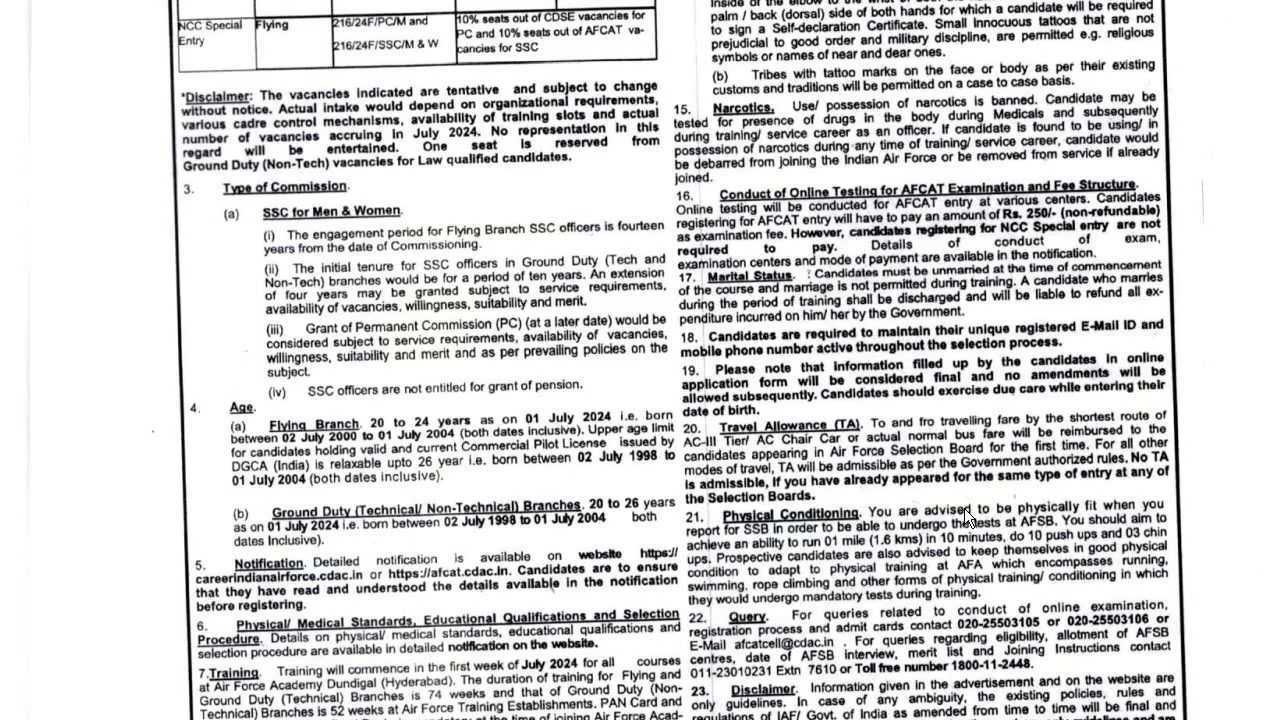 NCC Special
Entry
Flying
216/24F/PC/M and
216/24F/SSC/M & W
10% seats out of CDSE vacancies for
PC and 10% seats out of AFCAT va-
cancies for SSC
*Disclaimer: The vacancies indicated are tentative and subject to change
without notice. Actual intake would depend on organizational requirements,
various cadre control mechanisms, availability of training slots and actual
number of vacancies accruing in July 2024. No representation in this
regard will be entertained. One seat is reserved from
Ground Duty (Non-Tech) vacancies for Law qualified candidates.
3. Type of Commission.
(a) SSC for Men & Women.
(i) The engagement period for Flying Branch SSC officers is fourteen
years from the date of Commissioning.
(ii) The initial tenure for SSC officers in Ground Duty (Tech and
Non-Tech) branches would be for a period of ten years. An extension
of four years may be granted subject to service requirements,
availability of vacancies, willingness, suitability and merit.
(iii) Grant of Permanent Commission (PC) (at a later date) would be
considered subject to service requirements, availability of vacancies,
willingness, suitability and merit and as per prevailing policies on the
subject.
(iv) SSC officers are not entitled for grant of pension.
4. Age.
(a) Flying Branch. 20 to 24 years as on 01 July 2024 i.e. born
between 02 July 2000 to 01 July 2004 (both dates inclusive). Upper age limit
for candidates holding valid and current Commercial Pilot License issued by
DGCA (India) is relaxable upto 26 year i.e. born between 02 July 1998 to
01 July 2004 (both dates inclusive).
(b) Ground Duty (Technical/ Non-Technical) Branches. 20 to 26 years
as on 01 July 2024 i.e. born between 02 July 1998 to 01 July 2004 both
dates Inclusive).
5. Notification. Detailed notification is available on website https://
careerindianairforce.cdac.in or https://afcat.cdac.in. Candidates are to ensure
that they have read and understood the details available in the notification
before registering.
6. Physical/ Medical Standards, Educational Qualifications and Selection
Procedure. Details on physical/ medical standards, educational qualifications and
selection procedure are available in detailed notification on the website.
7.Training. Training will commence in the first week of July 2024 for all courses
at Air Force Academy Dundigal (Hyderabad). The duration of training for Flying and
Ground Duty (Technical) Branches is 74 weeks and that of Ground Duty (Non-
Technical) Branches is 52 weeks at Air Force Training Establishments. PAN Card and
palm / back (dorsal) side of both hands for which a candidate will be required
to sign a Self-declaration Certificate. Small Innocuous tattoos that are not
prejudicial to good order and military discipline, are permitted e.g. religious
symbols or names of near and dear ones.
(b) Tribes with tattoo marks on the face or body as per their existing
customs and traditions will be permitted on a case to case basis.
15. Narcotics. Use/ possession of narcotics is banned. Candidate may be
tested for presence of drugs in the body during Medicals and subsequently
during training/ service career as an officer. If candidate is found to be using/ in
possession of narcotics during any time of training/ service career, candidate would
be debarred from joining the Indian Air Force or be removed from service if already
joined.
16. Conduct of Online Testing for AFCAT Examination and Fee Structure.
Online testing will be conducted for AFCAT entry at various centers. Candidates
registering for AFCAT entry will have to pay an amount of Rs. 250/- (non-refundable)
as examination fee. However, candidates registering for NCC Special entry are not
required to pay. Details of conduct of exam,
examination centers and mode of payment are available in the notification.
17. Marital Status. : Candidates must be unmarried at the time of commencement
of the course and marriage is not permitted during training. A candidate who marries
during the period of training shall be discharged and will be liable to refund all ex-
penditure incurred on him/ her by the Government.
18. Candidates are required to maintain their unique registered E-Mail ID and
mobile phone number active throughout the selection process.
19. Please note that information filled up by the candidates in online
application form will be considered final and no amendments will be
allowed subsequently. Candidates should exercise due care while entering their
date of birth.
20. Travel Allowance (TA). To and fro travelling fare by the shortest route of
AC-III Tier/ AC Chair Car or actual normal bus fare will be reimbursed to the
candidates appearing in Air Force Selection Board for the first time. For all other
modes of travel, TA will be admissible as per the Government authorized rules. No TA
is admissible, If you have already appeared for the same type of entry at any of
the Selection Boards.
21. Physical Conditioning. You are advised to be physically fit when you
report for SSB in order to be able to undergo the tests at AFSB. You should aim to
achieve an ability to run 01 mile (1.6 kms) in 10 minutes, do 10 push ups and 03 chin
ups. Prospective candidates are also advised to keep themselves in good physical
condition to adapt to physical training at AFA which encompasses running,
swimming, rope climbing and other forms of physical training/ conditioning in which
they would undergo mandatory tests during training.
22. Query. For queries related to conduct of online examination,
registration process and admit cards contact 020-25503105 or 020-25503106 or
E-Mail afcatcell@cdac.in . For queries regarding eligibility, allotment of AFSB
centres, date of AFSB interview, merit list and Joining Instructions contact
011-23010231 Extn 7610 or Toll free number 1800-11-2448.
23. Disclaimer. Information given in the advertisement and on the website are
only guidelines. In case of any ambiguity, the existing policies, rules and
regulations of IAF/ Govt. of India as amended from time to time will be final and